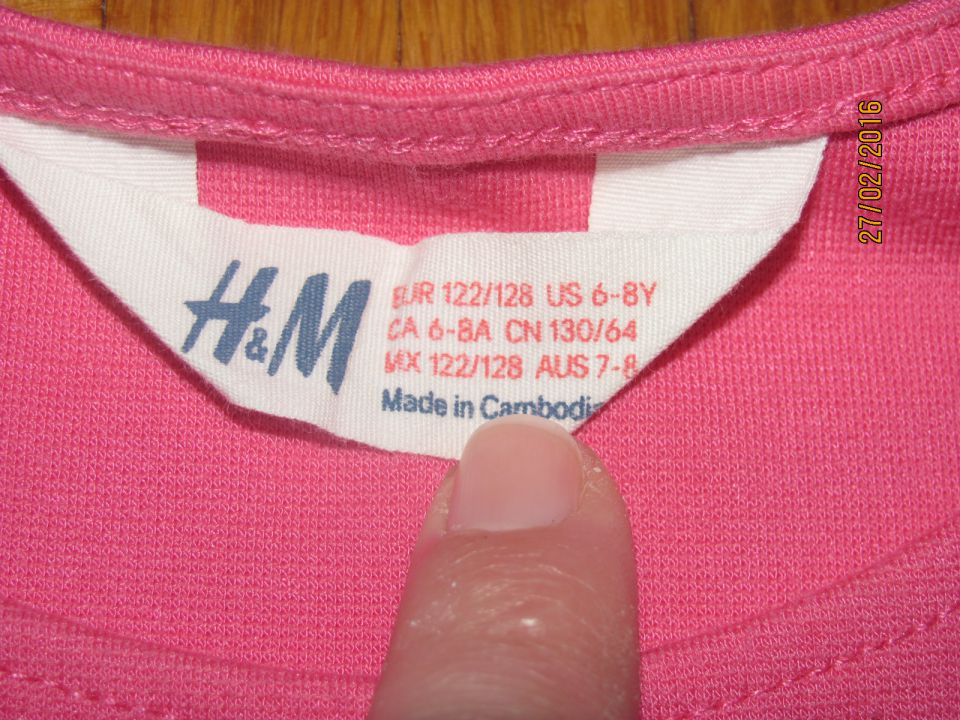 H&M
EUR 122/128 US 6-8Y
CA 6-8A CN 130/64
MX 122/128 AUS 7-8
Made in Cambodia
27/02/2016